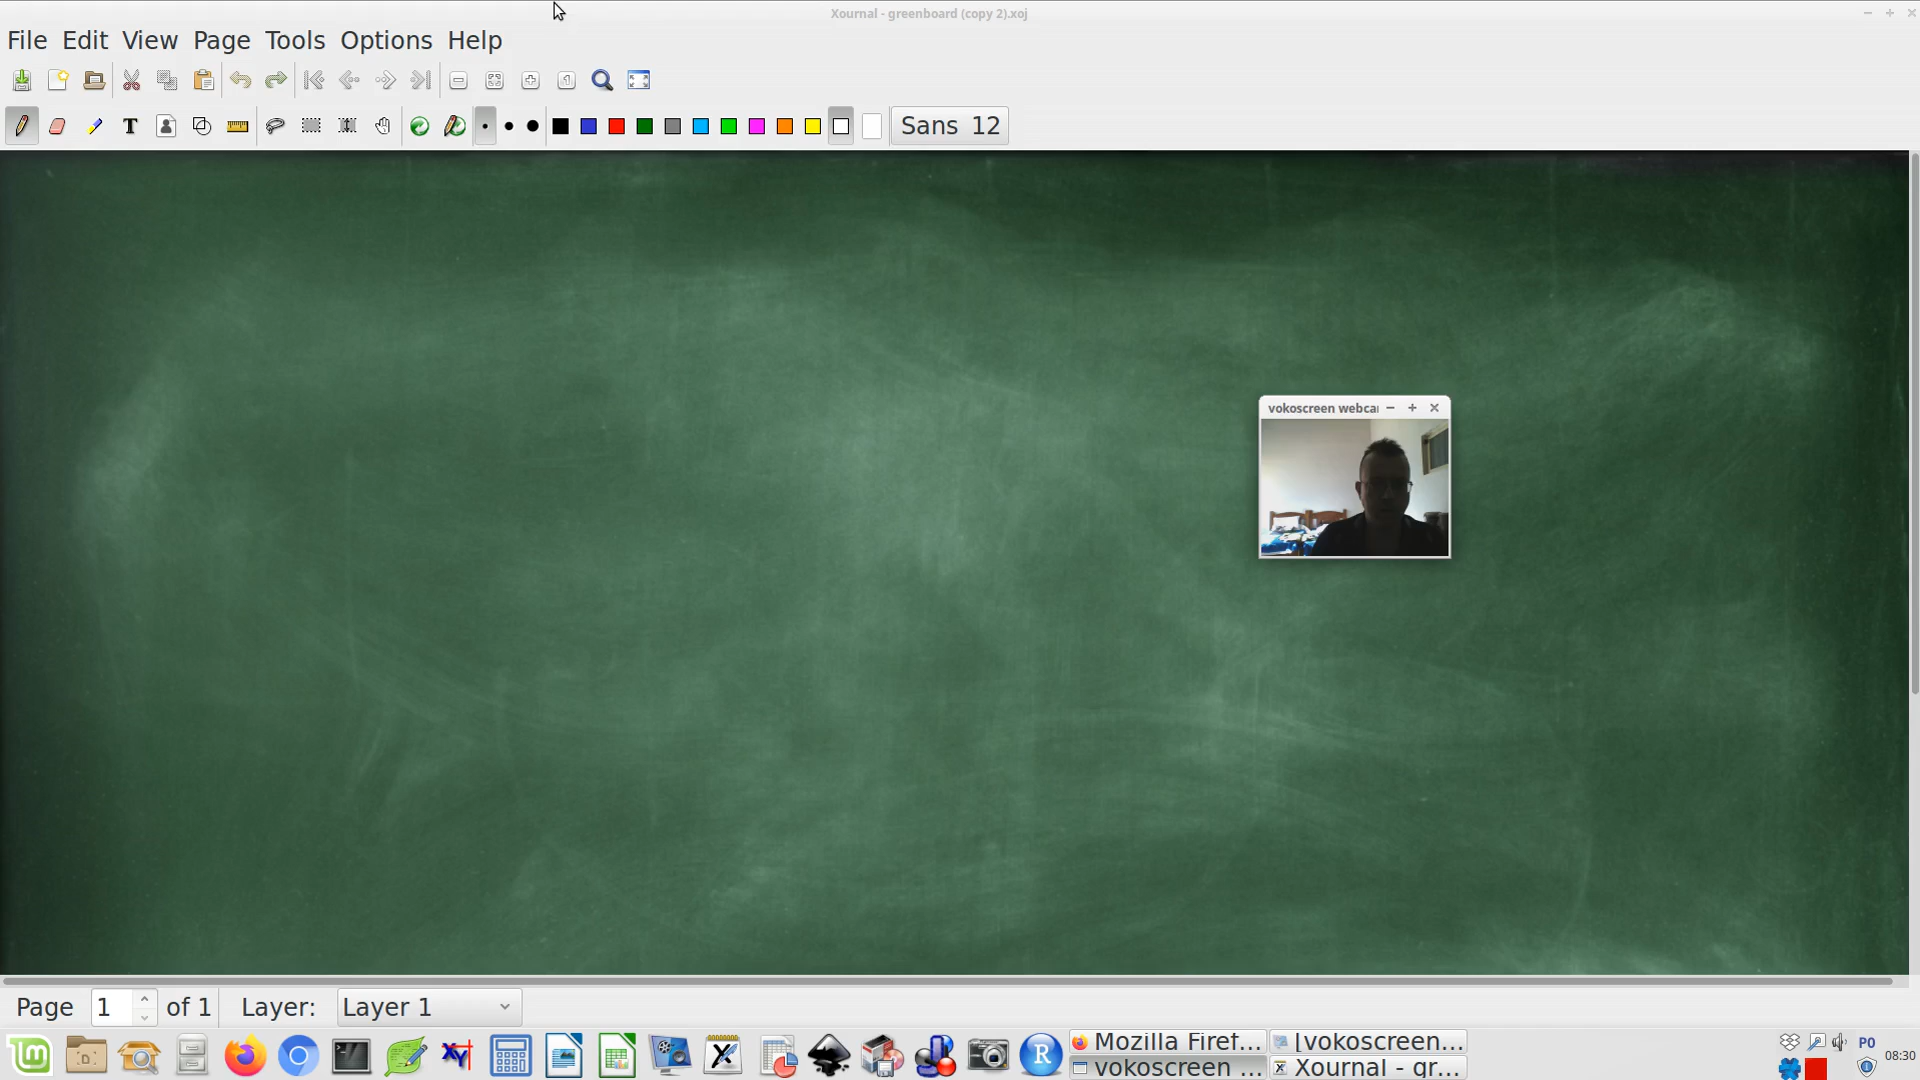 Xournal - greenboard (copy 2).xoj
File Edit View Page Tools Options Help
T
Sans 12
vokoscreen webca
Page 1 of 1 Layer: Layer 1
Mozilla Firef... [vokoscreen...
vokoscreen ... Xournal - gr...
PO
08:30